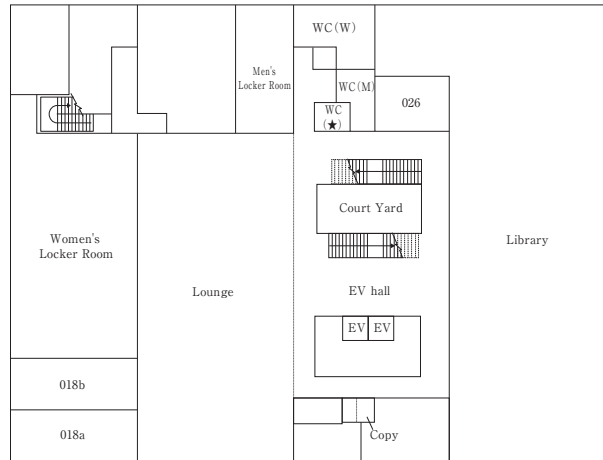 WC(W)
Men's
Locker Room
WC(M)
026
WC
(★)
Court Yard
Women's
Locker Room
Library
Lounge
EV hall
EV EV
018b
018a
Copy